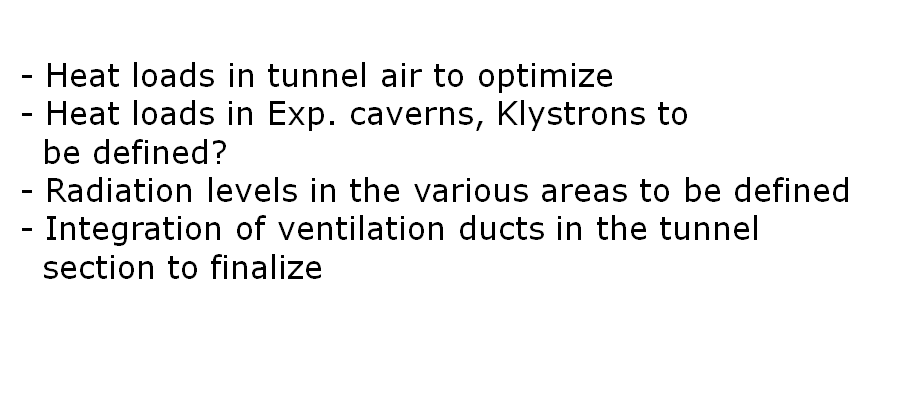 - Heat loads in tunnel air to optimize
- Heat loads in Exp. caverns, Klystrons to
be defined?
- Radiation levels in the various areas to be defined
- Integration of ventilation ducts in the tunnel
section to finalize